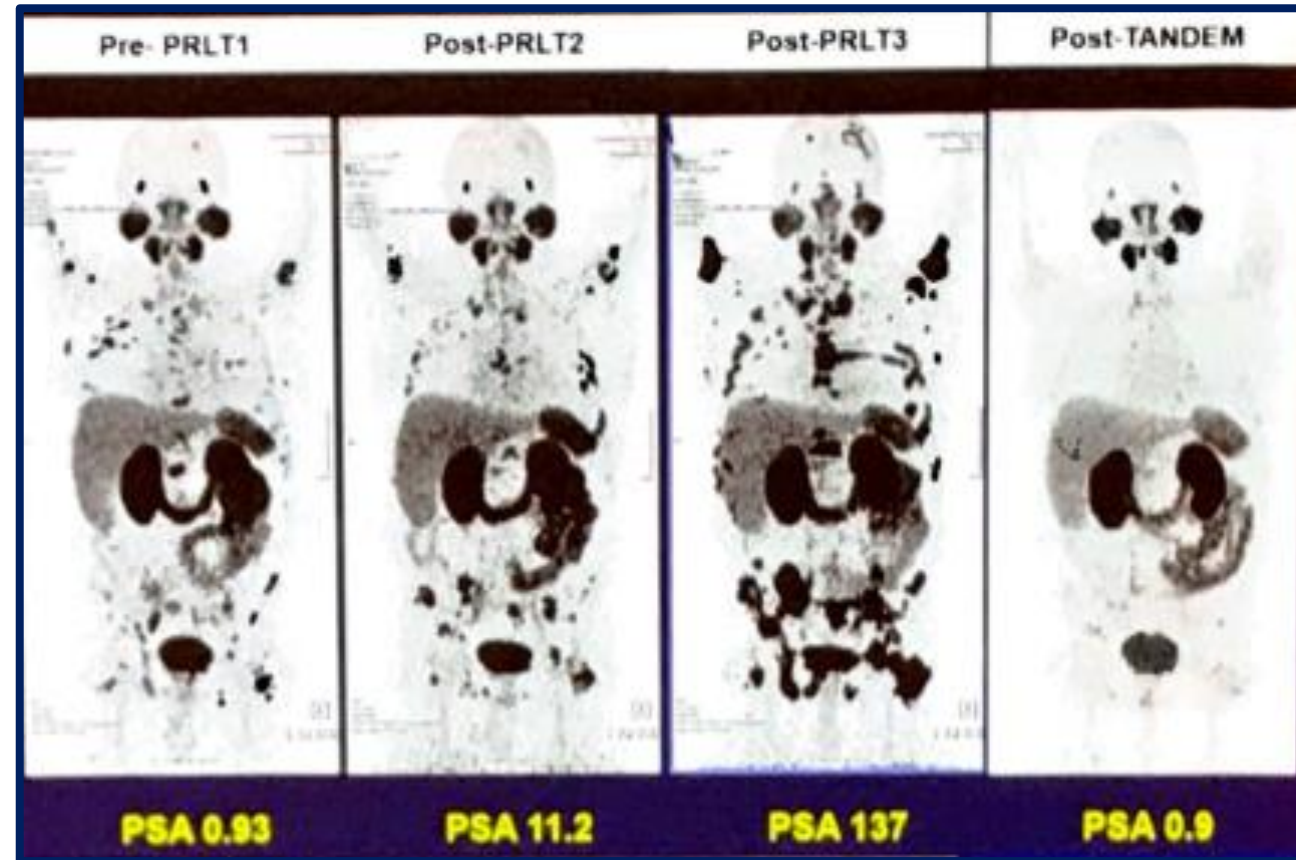 Pre- PRLT1
Post-PRLT2
Post-PRLT3
Post-TANDEM
PSA 0.93
PSA 11.2
PSA 137
PSA 0.9